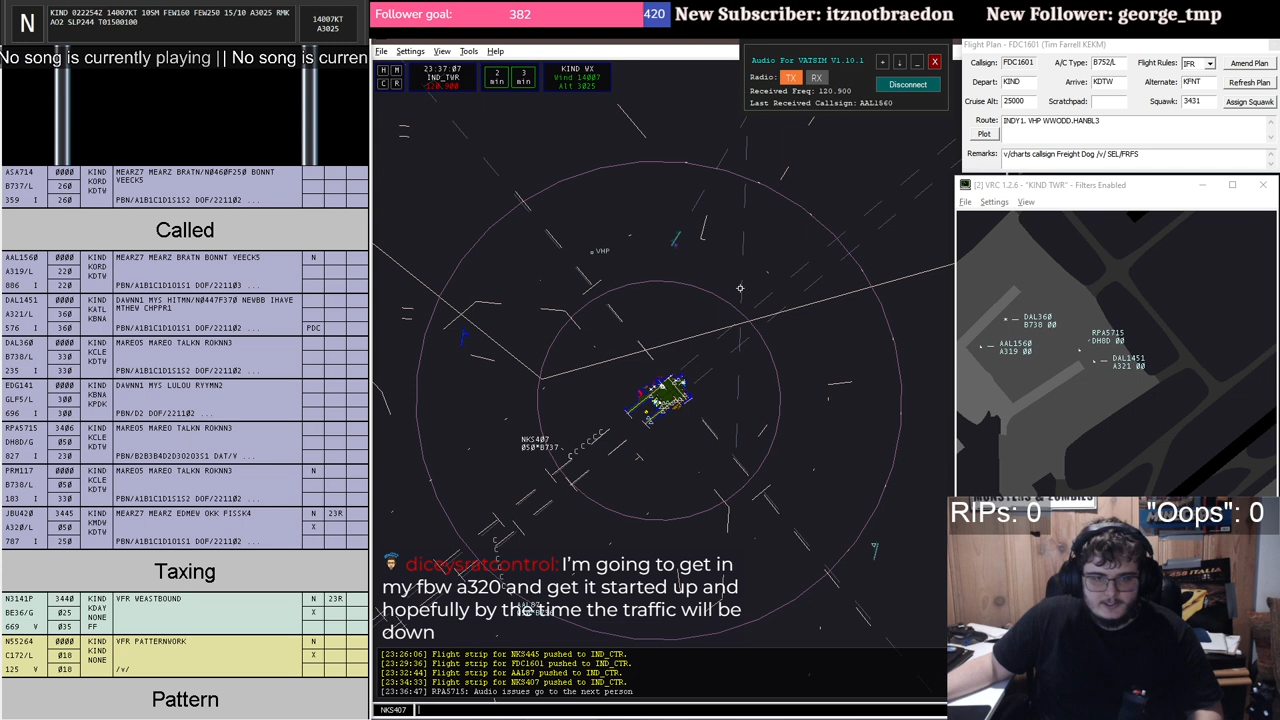 N
KIND 022254Z 14007KT 10SM FEW160 FEW250 15/10 A3025 RMK
AO2 SLP244 T01500100
14007KT
A3025
No song is currently playing || No song is curren
Follower goal:
382
420
New Subscriber: itznotbraedon
New Follower: george_tmp
ASA714 0000 KIND MEARZ7 MEARZ BRATN/N0460F250 BONNT
B737/L 260 KORD VEECKS
KDTW
359 I 260 PBN/A1B1C1D1S1S2 DOF/221102 ...
Called
AAL1560 0000 KIND MEARZ7 MEARZ BRATN BONNT VEECK5 N
A319/L 220 KORD
KDTW
886 I 220 PBN/A1B1C1D1O1S1 DOF/221103 ...
DAL1451 0000 KIND DAWNN1 MYS HITMN/N0447F370 NEWBB IHAVE
A321/L 360 KATL MTHEW CHPPR1
KBNA
576 I 360 PBN/A1B1C1D1O1S1 DOF/221102 ... PDC
DAL360 0000 KIND MAREO5 MAREO TALKN ROKNN3
B738/L 330 KCLE
KDTW
235 I 330 PBN/A1B1C1D1S1S2 DOF/221102 ...
EDG141 0000 KIND DAWNN1 MYS LULOU RYYMN2
GLF5/L 300 KBNA
KPDK
696 I 300 PBN/D2 DOF/221102 ...
RPA5715 3406 KIND MAREO5 MAREO TALKN ROKNN3
DH8D/G 050 KCLE
KDTW
827 I 230 PBN/B2B3B4D2D3O2O3S1 DAT/V ...
PRM117 0000 KIND MAREO5 MAREO TALKN ROKNN3 N
B738/L 050 KCLE
KDTW
183 I 330 PBN/A1B1C1D1S1S2 DOF/221102 ...
JBU420 3445 KIND MEARZ7 MEARZ EDMEW OKK FISSK4 N 23R
A320/L 050 KMDW X
KDTW
787 I 250 PBN/A1B1C1D1O1S1 DOF/221102 ...
Taxing
N3141P 3440 KIND VFR WEASTBOUND N 23R
BE36/G 025 KDAY X
NONE
669 V 035 FF
N55264 0000 KIND VFR PATTERNWORK N
C172/L 018 KIND X
NONE
125 V 018 /v/
Pattern
File Settings View Tools Help
H M
C R
23:37:07
IND_TWR
120.900
2
min
3
min
KIND WX
Wind 14007
Alt 3025
Audio For VATSIM V1.10.1
+ ↓ _ X
Radio: TX RX
Received Freq: 120.900
Last Received Callsign: AAL1560
Disconnect
VHP
NKS407
050*B737
diceysratcontrol: I'm going to get in
my fbw a320 and get it started up and
hopefully by the time the traffic will be
down
[23:26:06] Flight strip for NKS445 pushed to IND_CTR.
[23:29:36] Flight strip for FDC1601 pushed to IND_CTR.
[23:32:44] Flight strip for AAL87 pushed to IND_CTR.
[23:34:33] Flight strip for NKS407 pushed to IND_CTR.
[23:36:47] RPA5715: Audio issues go to the next person
NKS407
Flight Plan - FDC1601 (Tim Farrell KEKM)
Callsign: FDC1601 A/C Type: B752/L Flight Rules: IFR Amend Plan
Depart: KIND Arrive: KDTW Alternate: KFNT Refresh Plan
Cruise Alt: 25000 Scratchpad: Squawk: 3431 Assign Squawk
Route: INDY1. VHP WWODD.HANBL3
Plot
Remarks: v/charts callsign Freight Dog /v/ SEL/FRFS
[2] VRC 1.2.6 - "KIND TWR" - Filters Enabled
File Settings View
DAL360
B738 00
RPA5715
DH8D 00
AAL1560
A319 00
DAL1451
A321 00
MONSTERS & ZOMBIES
RIPs: 0
"Oops": 0